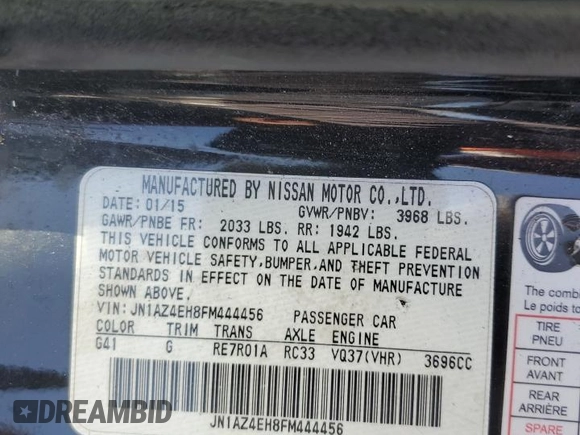 MANUFACTURED BY NISSAN MOTOR CO.,LTD.
DATE: 01/15 GVWR/PNBV: 3968 LBS.
GAWR/PNBE FR: 2033 LBS. RR: 1942 LBS.
THIS VEHICLE CONFORMS TO ALL APPLICABLE FEDERAL
MOTOR VEHICLE SAFETY,BUMPER,AND THEFT PREVENTION
STANDARDS IN EFFECT ON THE DATE OF MANUFACTURE
SHOWN ABOVE.
VIN: JN1AZ4EH8FM444456 PASSENGER CAR
COLOR TRIM TRANS AXLE ENGINE
G41 G RE7R01A RC33 VQ37(VHR) 3696CC
JN1AZ4EH8FM444456
The comb
Le
TIRE
PNEU
FRONT
AVANT
REAR
ARRIÈRE
SPARE
DREAMBID